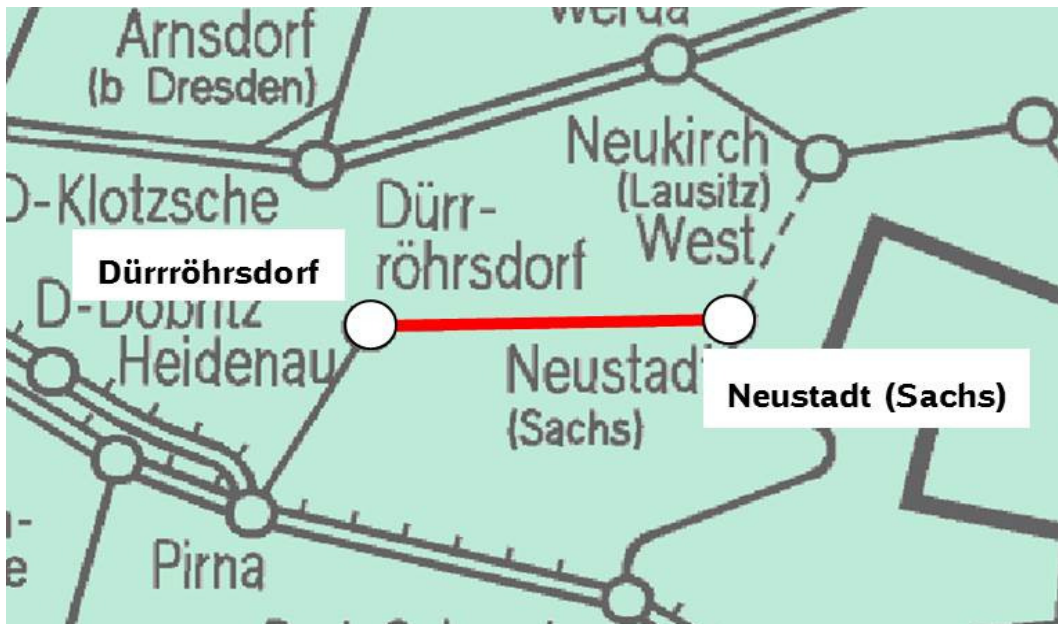 Werda
Arnsdorf
(b Dresden)
Neukirch
(Lausitz)
West
D-Klotzsche
Dürr-
röhrsdorf
Dürrröhrsdorf
D-Dobritz
Heidenau
Neustadt
(Sachs)
Neustadt (Sachs)
Pirna